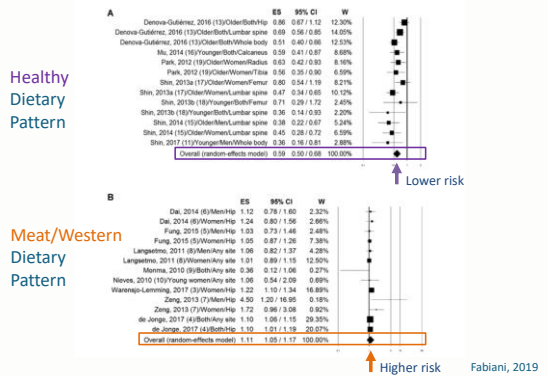 A
ES 95% CI W
Denova-Gutiérrez, 2016 (13)/Older/Both/Hip 0.86 0.67 / 1.12 12.30%
Denova-Gutiérrez, 2016 (13)/Older/Both/Lumbar spine 0.69 0.56 / 0.85 14.05%
Denova-Gutiérrez, 2016 (13)/Older/Both/Whole body 0.51 0.40 / 0.66 12.38%
Mu, 2014 (16)/Younger/Both/Calcaneus 0.59 0.41 / 0.87 8.68%
Park, 2012 (19)/Older/Women/Radius 0.63 0.42 / 0.93 8.16%
Park, 2012 (19)/Older/Women/Tibia 0.56 0.35 / 0.90 6.59%
Shin, 2013a (17)/Older/Women/Femur 0.80 0.54 / 1.19 8.21%
Shin, 2013a (17)/Older/Women/Lumbar spine 0.47 0.34 / 0.65 10.12%
Shin, 2013b (18)/Younger/Both/Femur 0.71 0.29 / 1.72 2.45%
Shin, 2013b (18)/Younger/Both/Lumbar spine 0.36 0.14 / 0.93 2.20%
Shin, 2014 (15)/Older/Men/Lumbar spine 0.38 0.22 / 0.67 5.24%
Shin, 2014 (15)/Older/Women/Lumbar spine 0.45 0.28 / 0.72 6.59%
Shin, 2017 (11)/Younger/Men/Whole body 0.36 0.16 / 0.81 2.88%
Overall (random-effects model) 0.59 0.50 / 0.68 100.00%
Healthy
Dietary
Pattern
Lower risk
B
ES 95% CI W
Dai, 2014 (6)/Men/Hip 1.12 0.78 / 1.60 2.32%
Dai, 2014 (6)/Women/Hip 1.24 0.80 / 1.56 2.66%
Fung, 2015 (5)/Men/Hip 1.03 0.73 / 1.46 3.48%
Fung, 2015 (5)/Women/Hip 1.05 0.87 / 1.26 7.38%
Langsetmo, 2011 (8)/Men/Any site 1.06 0.82 / 1.37 4.28%
Langsetmo, 2011 (8)/Women/Any site 1.01 0.89 / 1.15 12.50%
Monma, 2010 (9)/Both/Any site 0.36 0.12 / 1.06 0.27%
Nieves, 2010 (10)/Young women/Any site 1.06 0.54 / 2.09 0.69%
Warensjö-Lemming, 2017 (3)/Women/Hip 1.22 1.10 / 1.34 16.89%
Zeng, 2013 (7)/Men/Hip 4.50 1.20 / 16.95 0.18%
Zeng, 2013 (7)/Women/Hip 1.72 0.96 / 3.08 0.92%
de Jonge, 2017 (4)/Both/Any site 1.10 1.06 / 1.15 29.35%
de Jonge, 2017 (4)/Both/Hip 1.10 1.01 / 1.19 20.07%
Overall (random-effects model) 1.11 1.05 / 1.17 100.00%
Meat/Western
Dietary
Pattern
Higher risk
Fabiani, 2019